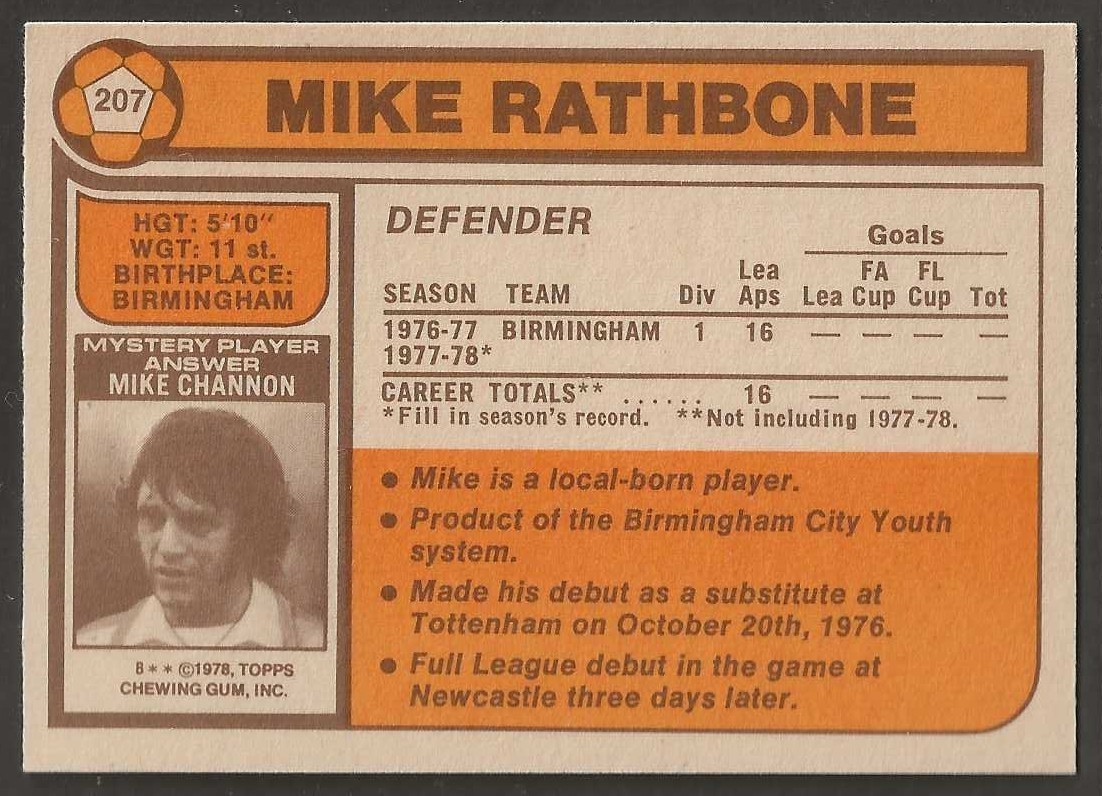 207
MIKE RATHBONE
HGT: 5'10"
WGT: 11 st.
BIRTHPLACE:
BIRMINGHAM
MYSTERY PLAYER
ANSWER
MIKE CHANNON
8** ©1978, TOPPS
CHEWING GUM, INC.
DEFENDER
Goals
Lea FA FL
SEASON TEAM Div Aps Lea Cup Cup Tot
1976-77 BIRMINGHAM 1 16 — — — —
1977-78*
CAREER TOTALS** ...... 16 — — — —
*Fill in season's record. **Not including 1977-78.
● Mike is a local-born player.
● Product of the Birmingham City Youth
system.
● Made his debut as a substitute at
Tottenham on October 20th, 1976.
● Full League debut in the game at
Newcastle three days later.